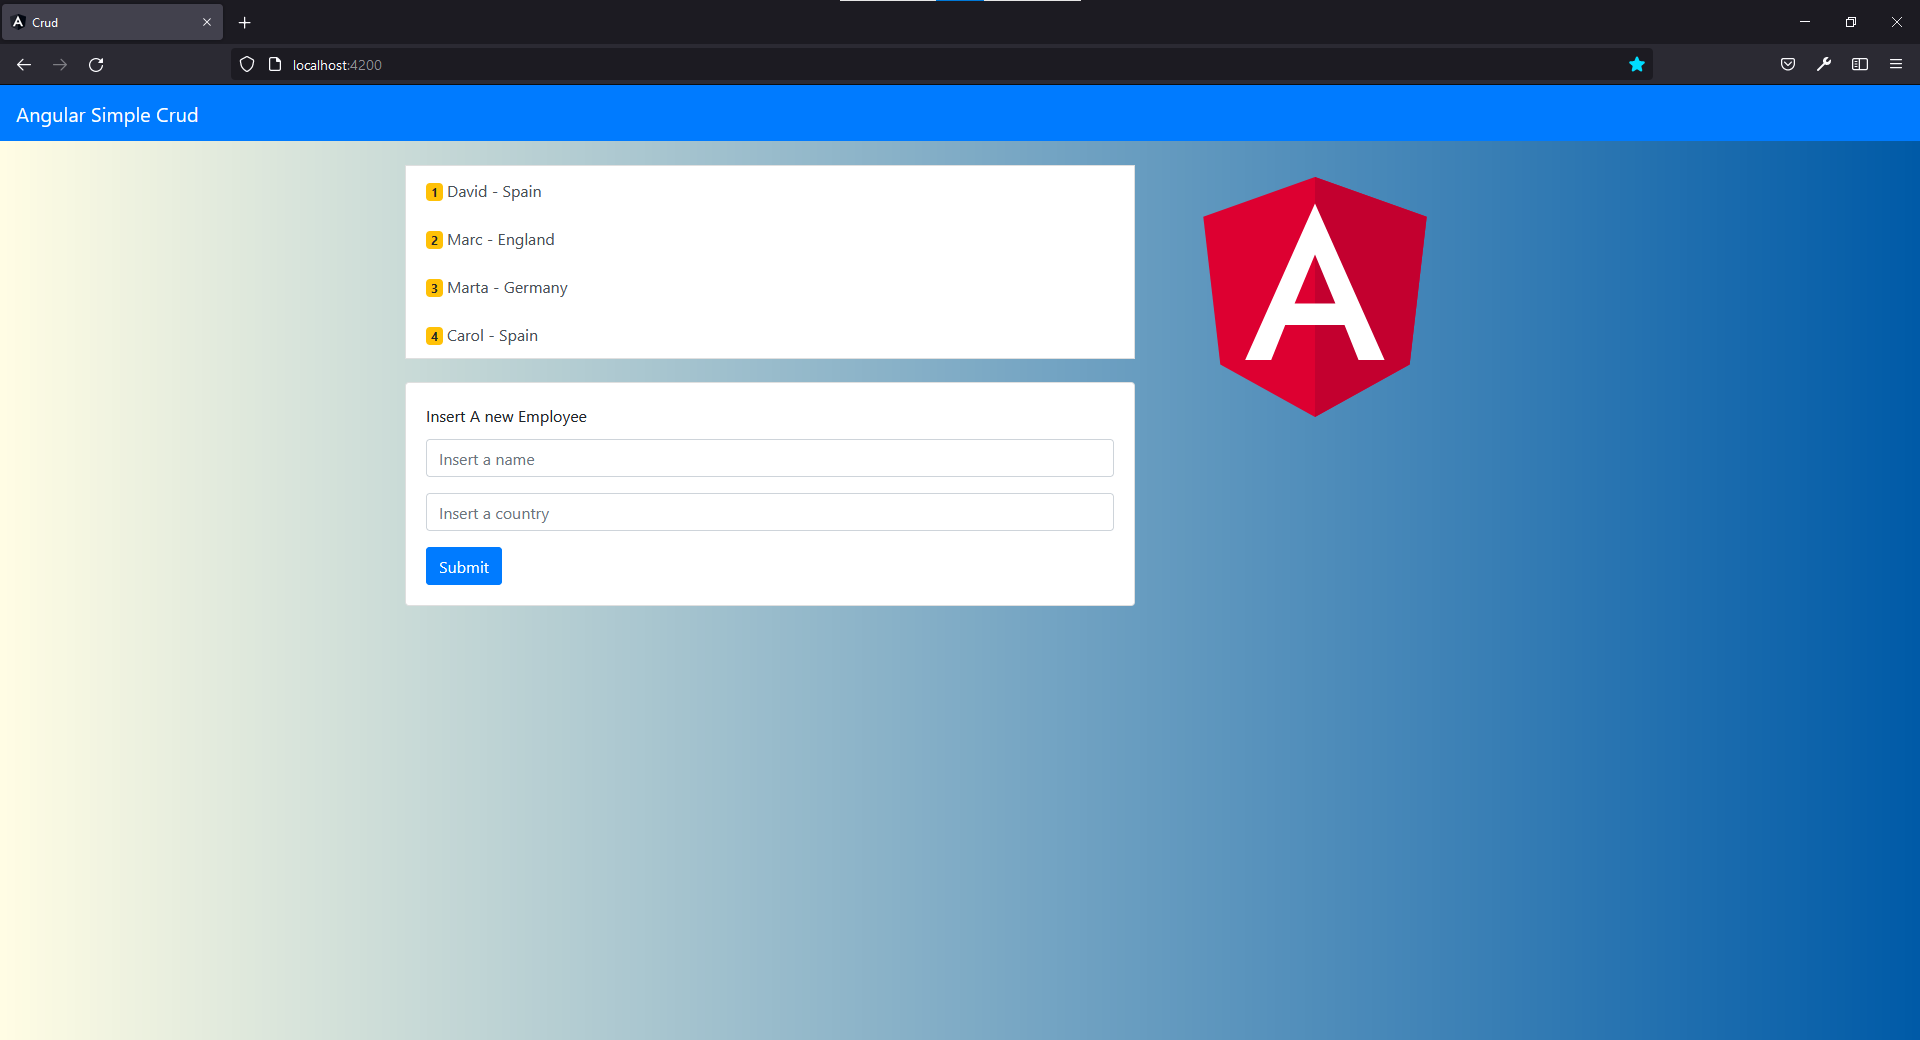 Crud
localhost:4200
Angular Simple Crud
1 David - Spain
2 Marc - England
3 Marta - Germany
4 Carol - Spain
Insert A new Employee
Insert a name
Insert a country
Submit